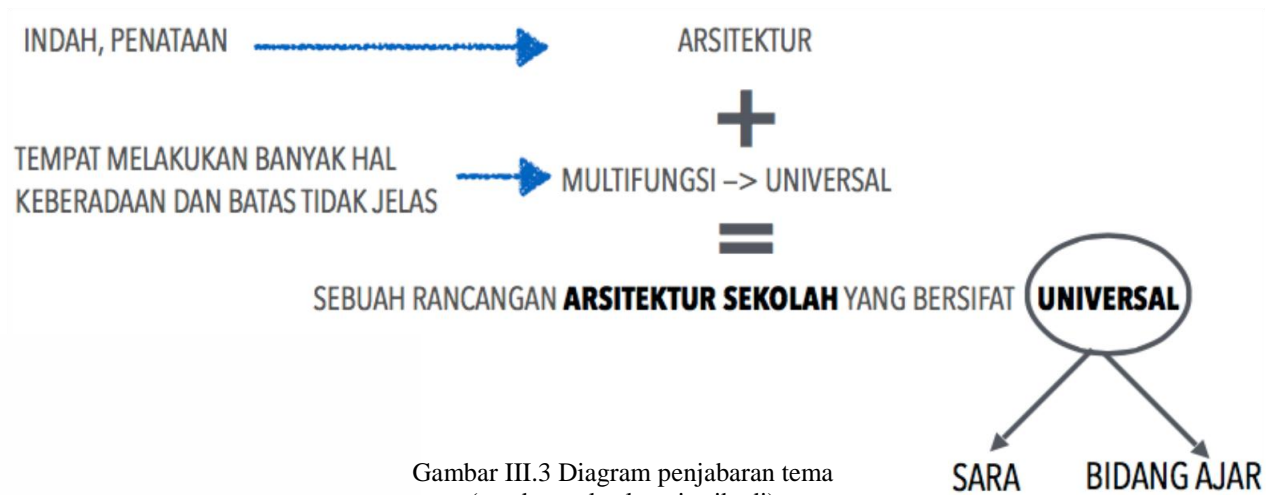 INDAH, PENATAAN
ARSITEKTUR
+
TEMPAT MELAKUKAN BANYAK HAL
KEBERADAAN DAN BATAS TIDAK JELAS
MULTIFUNGSI –> UNIVERSAL
=
SEBUAH RANCANGAN ARSITEKTUR SEKOLAH YANG BERSIFAT UNIVERSAL
SARA
BIDANG AJAR
Gambar III.3 Diagram penjabaran tema